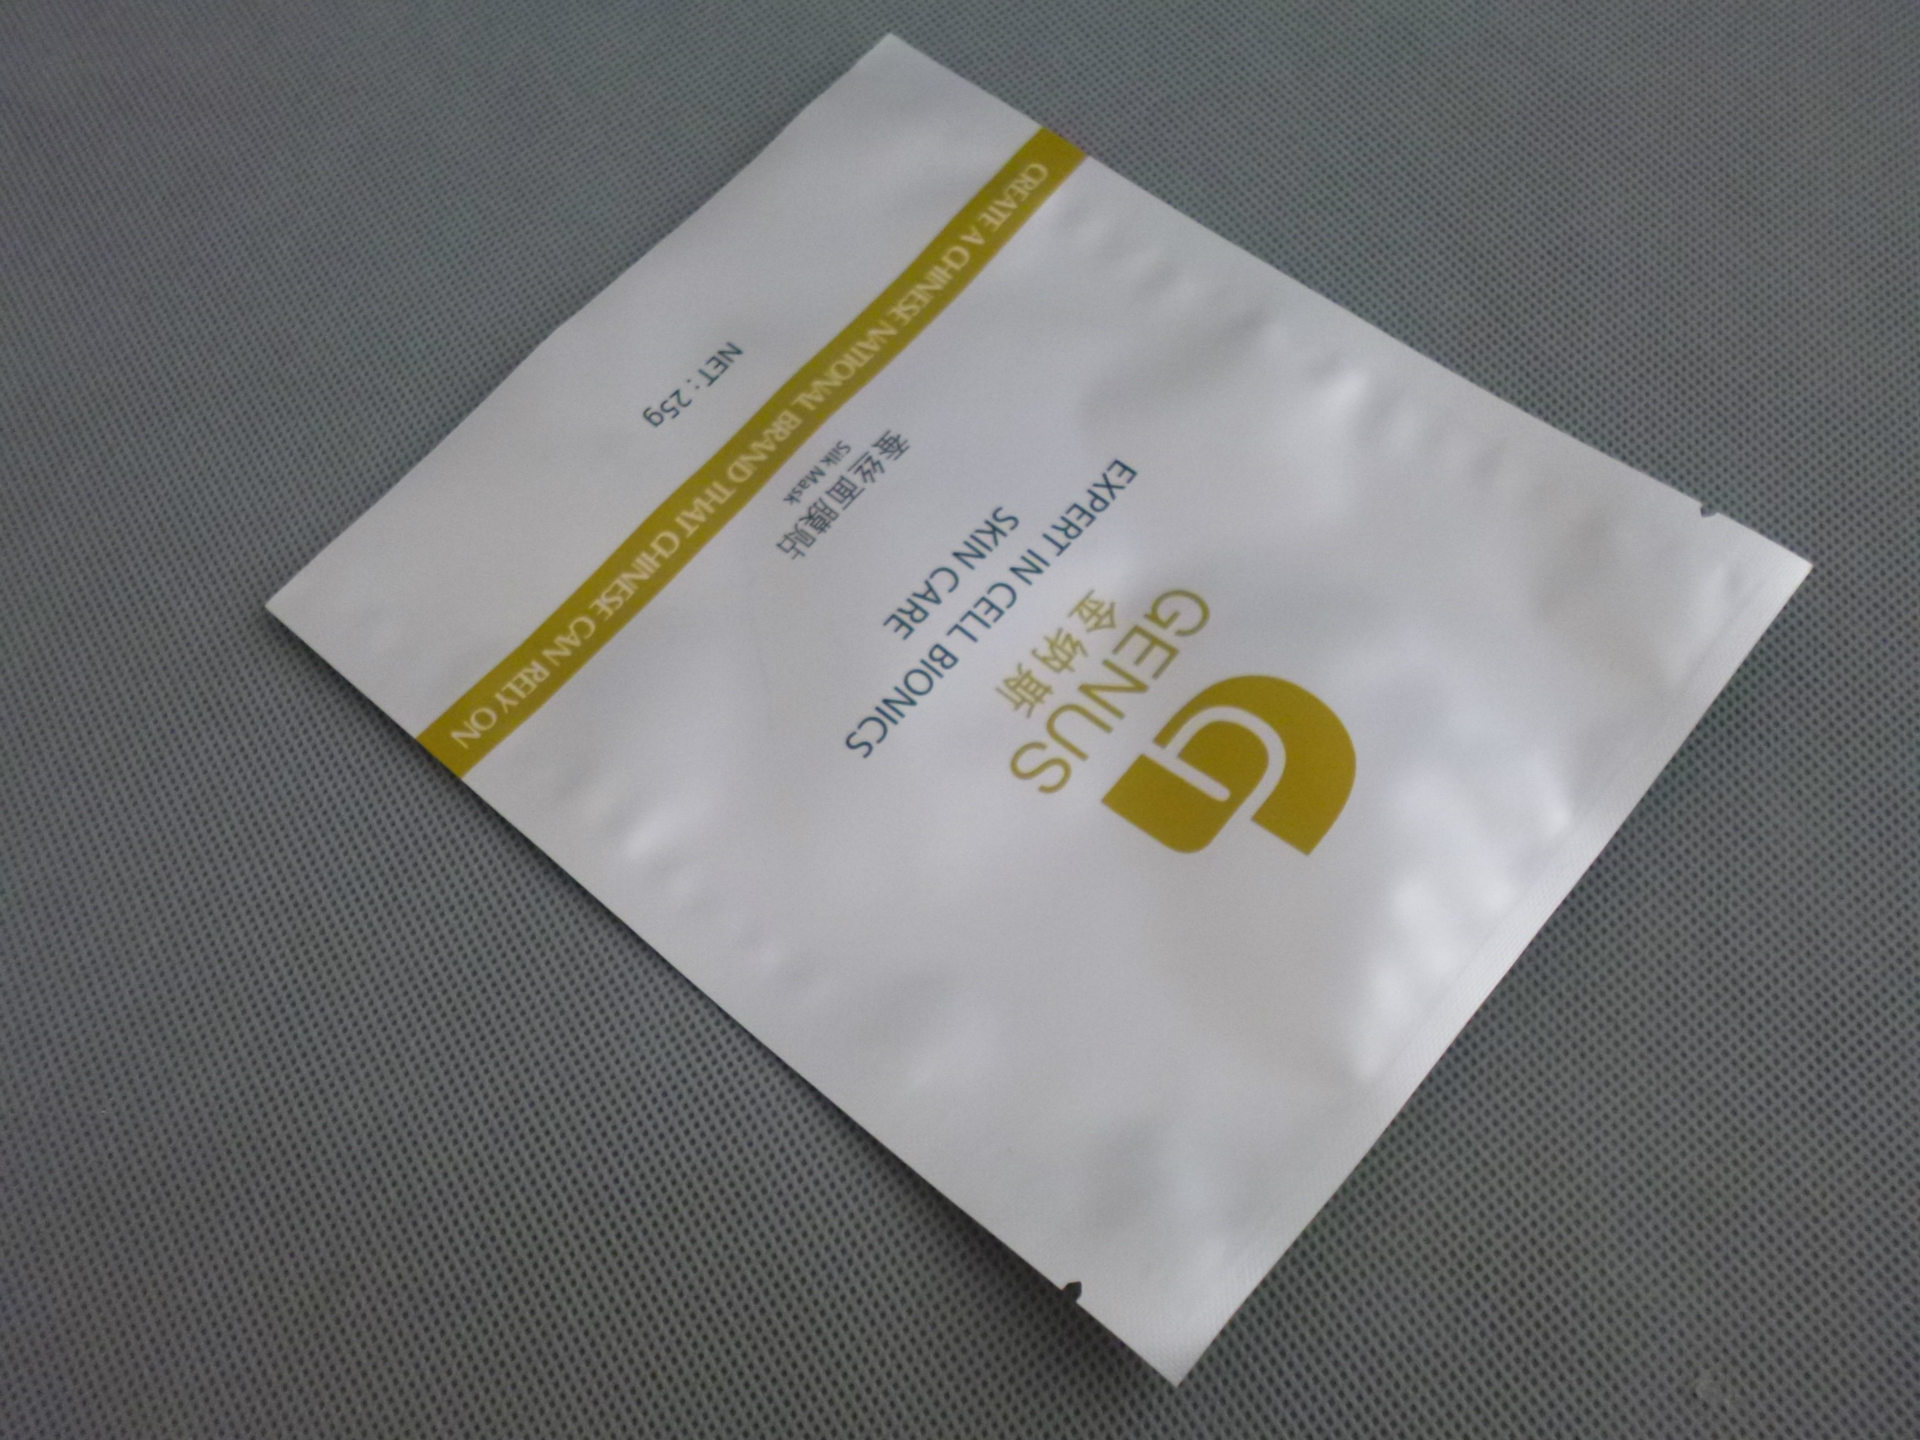 GENUS
金纳斯
EXPERT IN CELL BIONICS
SKIN CARE
蚕丝面膜贴
Silk Mask
CREATE A CHINESE NATIONAL BRAND THAT CHINESE CAN RELY ON
NET: 25g